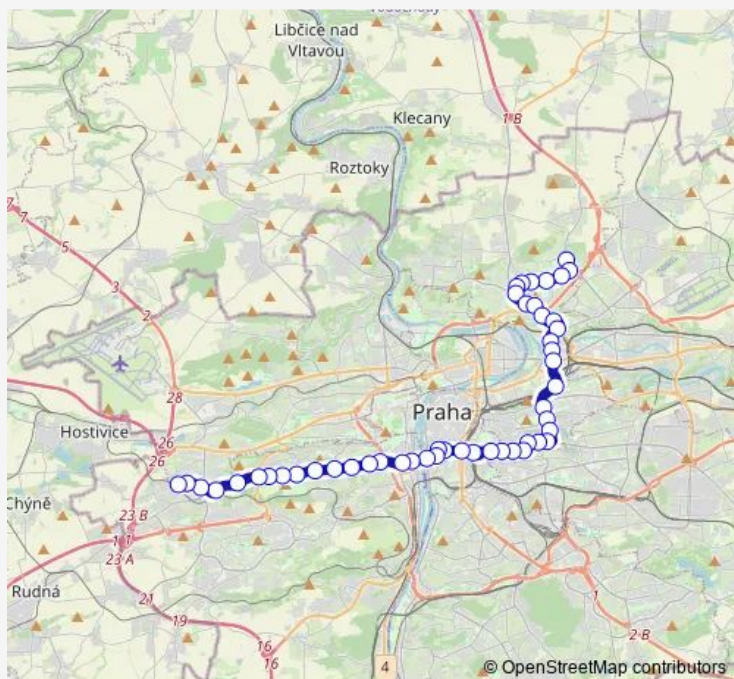 Libčice nad
Vltavou
1 B
Klecany
Roztoky
7
7
5
3
2
28
Praha
Hostivice
26
26
Chýně
23 B
1
1
23 A
Rudná
21
19
16
16
1
2 B
4
© OpenStreetMap contributors